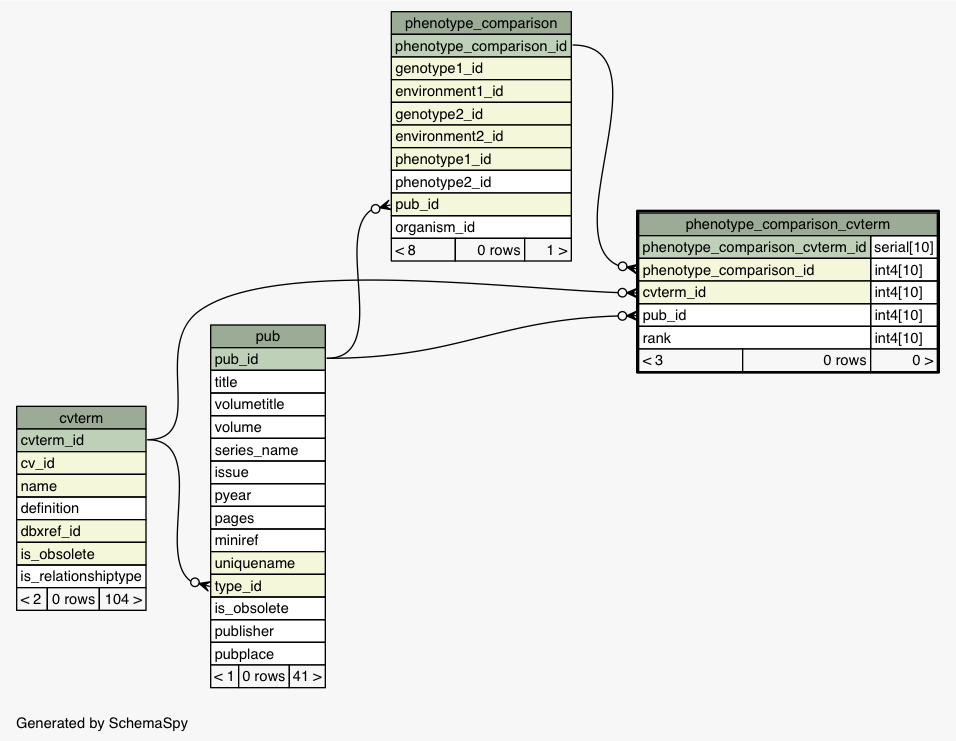 phenotype_comparison
phenotype_comparison_id
genotype1_id
environment1_id
genotype2_id
environment2_id
phenotype1_id
phenotype2_id
pub_id
organism_id
< 8 0 rows 1 >
phenotype_comparison_cvterm
phenotype_comparison_cvterm_id serial[10]
phenotype_comparison_id int4[10]
cvterm_id int4[10]
pub_id int4[10]
rank int4[10]
< 3 0 rows 0 >
pub
pub_id
title
volumetitle
volume
series_name
issue
pyear
pages
miniref
uniquename
type_id
is_obsolete
publisher
pubplace
< 1 0 rows 41 >
cvterm
cvterm_id
cv_id
name
definition
dbxref_id
is_obsolete
is_relationshiptype
< 2 0 rows 104 >
Generated by SchemaSpy